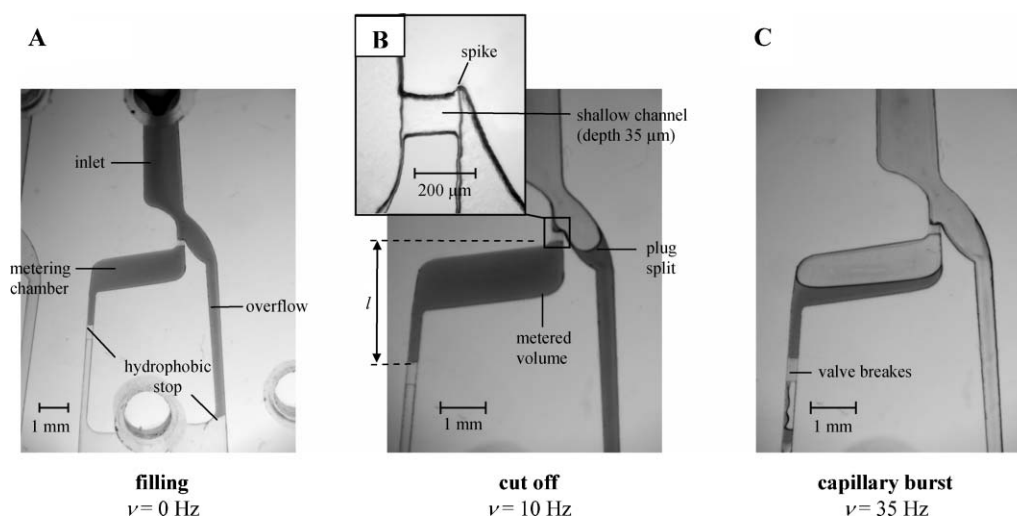 A
B
C
spike
shallow channel
(depth 35 µm)
200 µm
inlet
metering
chamber
overflow
hydrophobic
stop
1 mm
l
plug
split
metered
volume
1 mm
valve breakes
1 mm
filling
ν = 0 Hz
cut off
ν = 10 Hz
capillary burst
ν = 35 Hz